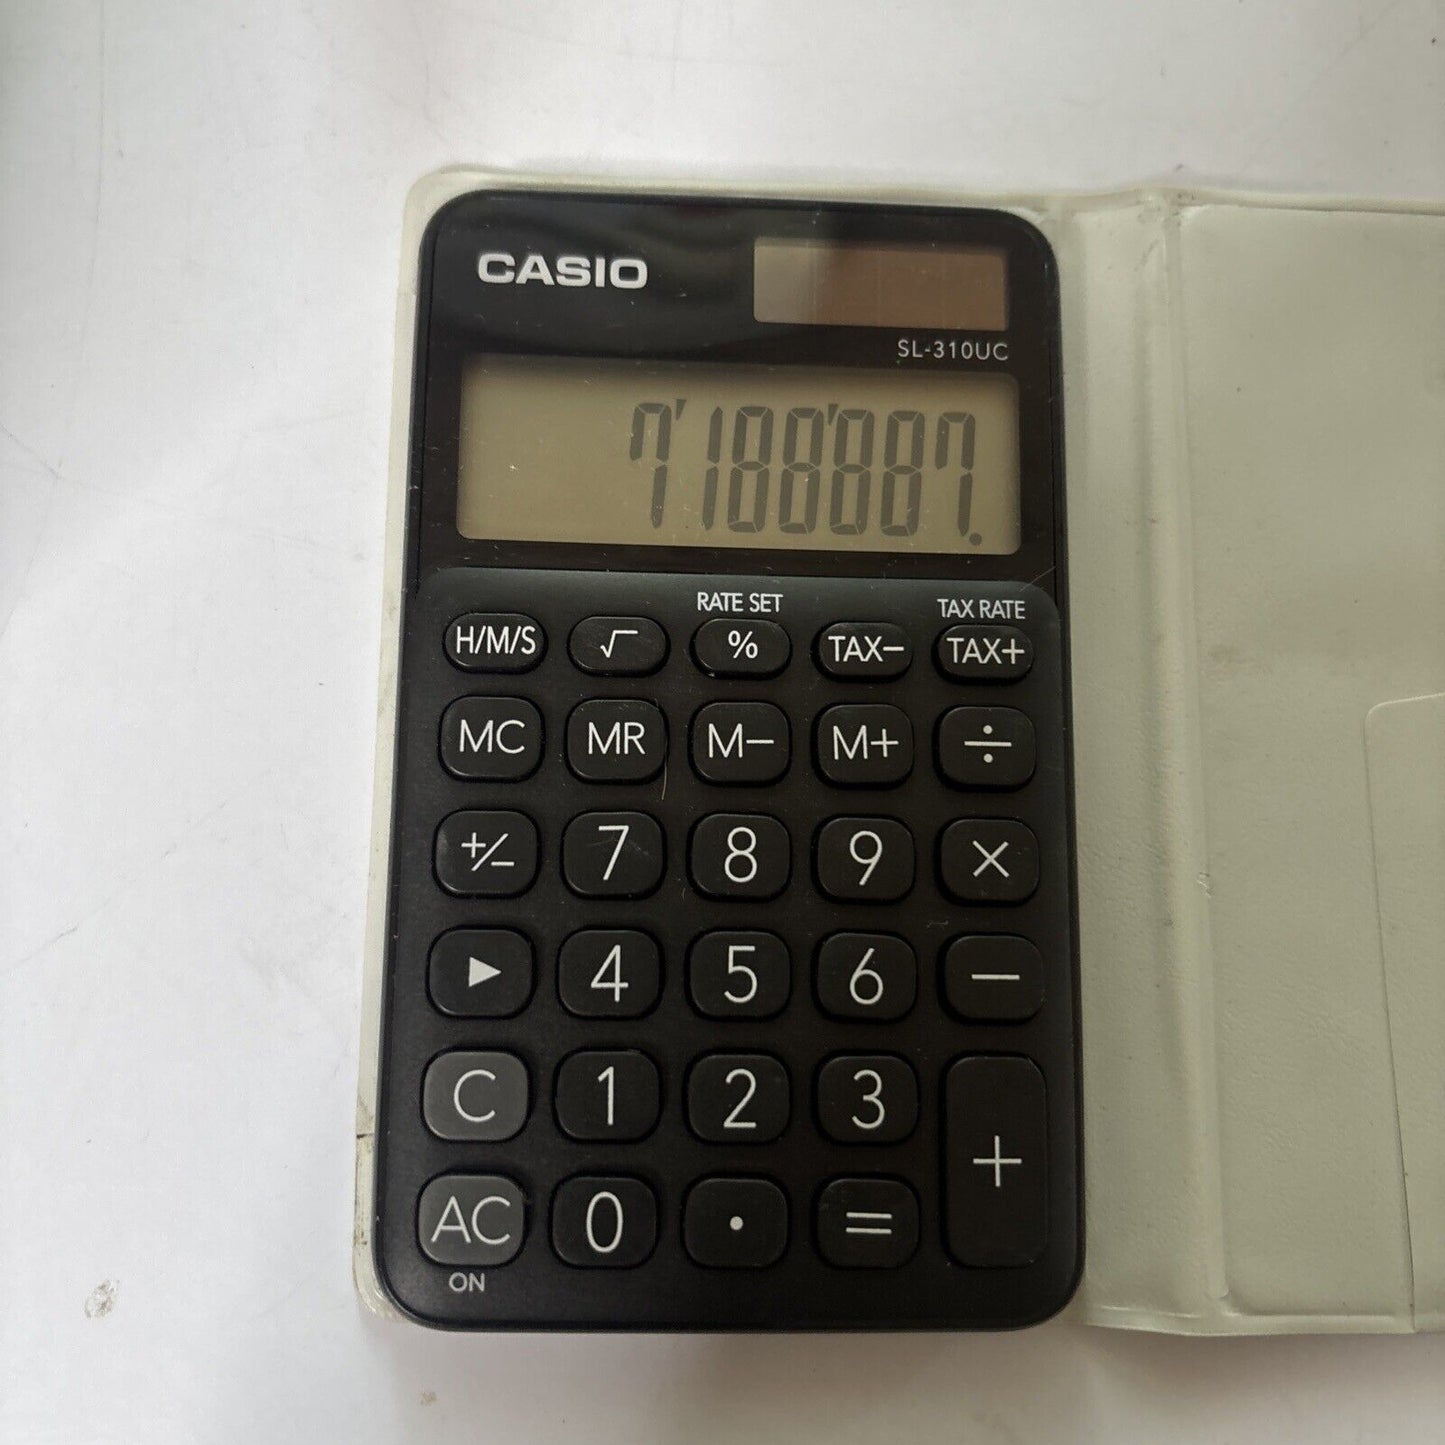 CASIO
SL-310UC
7'188'887.
RATE SET TAX RATE
H/M/S √ % TAX− TAX+
MC MR M− M+ ÷
+/− 7 8 9 ×
▶ 4 5 6 −
C 1 2 3 +
AC 0 . =
ON